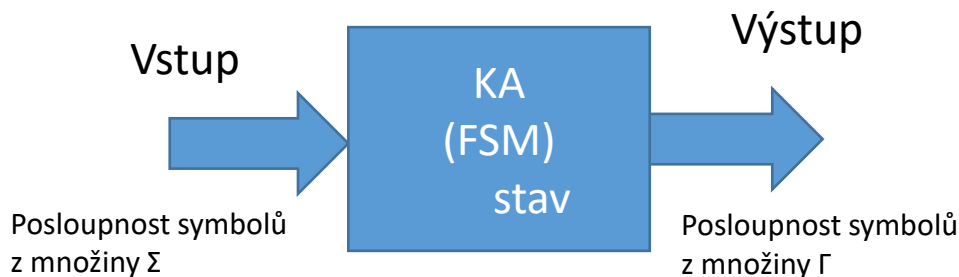 Vstup
Posloupnost symbolů
z množiny Σ
KA
(FSM)
stav
Výstup
Posloupnost symbolů
z množiny Γ